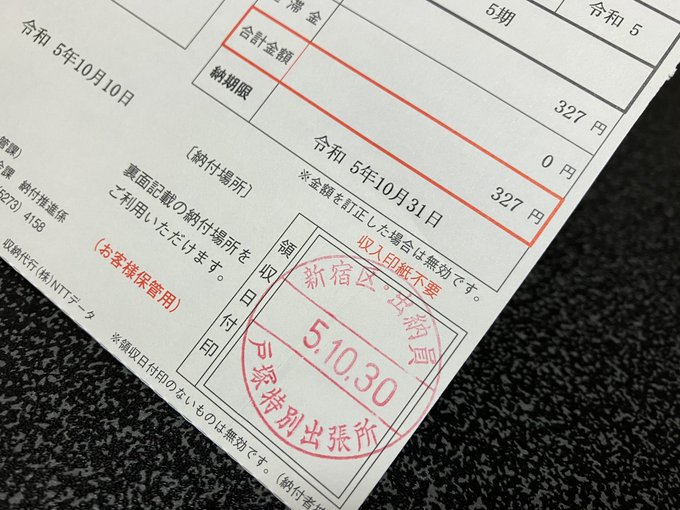 5期
令和 5
滞金
327 円
0 円
合計金額
327 円
納期限
令和 5年10月31日
※金額を訂正した場合は無効です。
収入印紙不要
令和 5年10月10日
〔納付場所〕
裏面記載の納付場所を
ご利用いただけます。
(お客様保管用)
管課)
課 納付推進係
5273) 4158
収納代行(株)NTTデータ
領収日付印
新宿区・出納員
5.10.30
戸塚特別出張所
※領収日付印のないものは無効です。(納付者